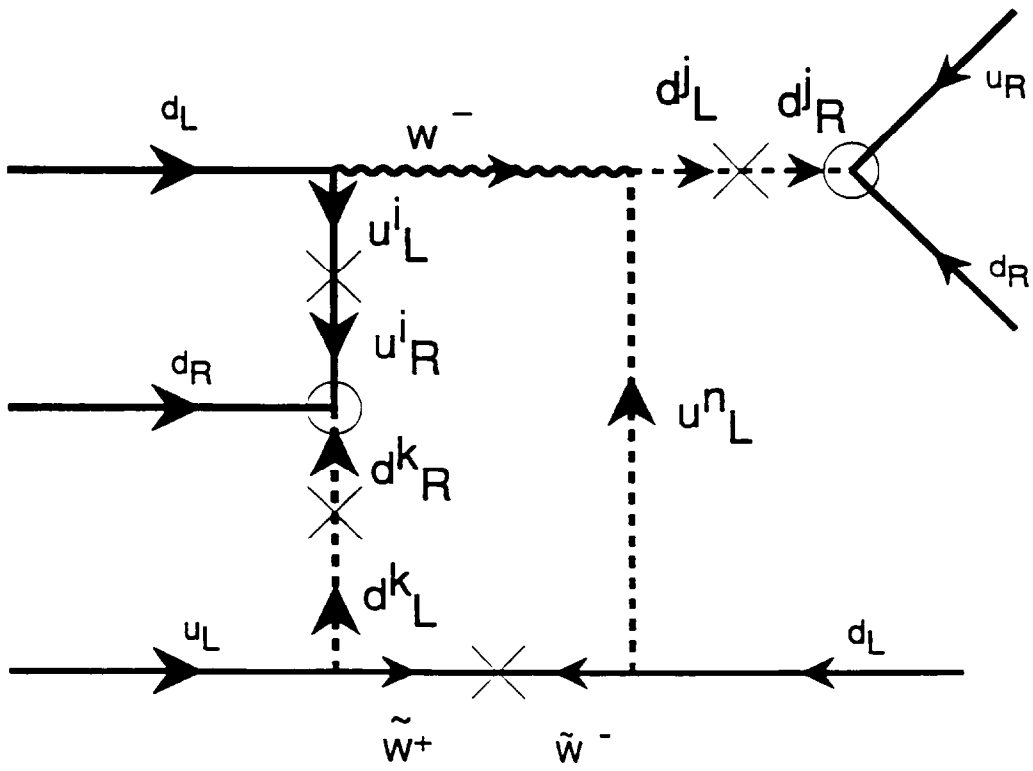 d_L
w^-
d^j_L
d^j_R
u_R
u^i_L
d_R
d_R
u^i_R
u^n_L
d^k_R
d^k_L
u_L
d_L
w̃^+
w̃^-